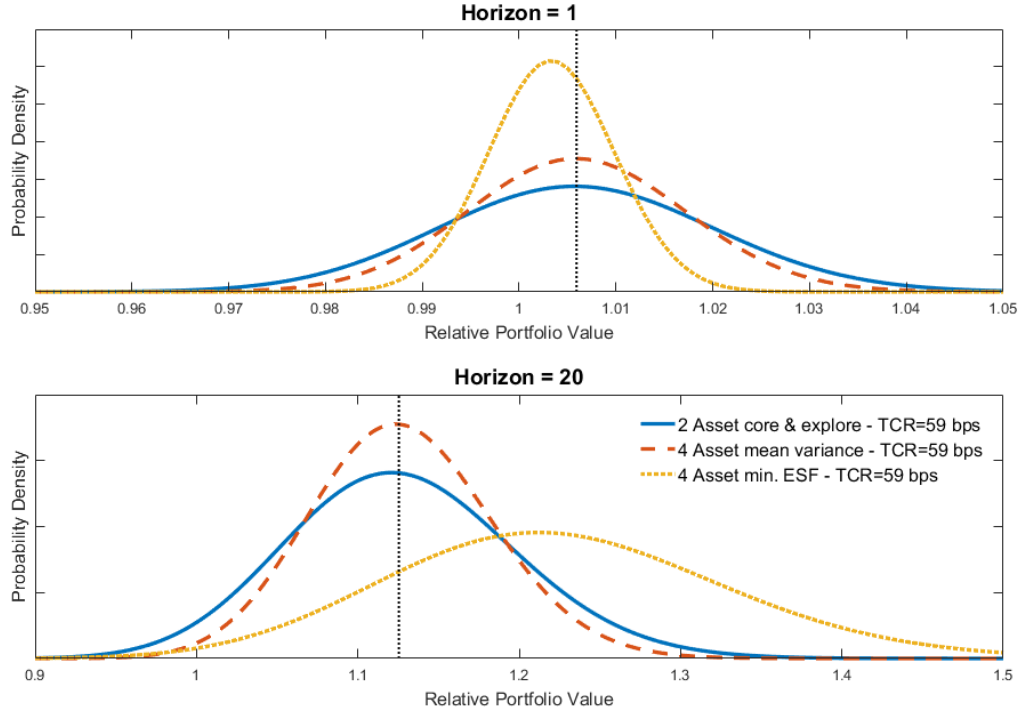 Horizon = 1
Probability Density
0.95 0.96 0.97 0.98 0.99 1 1.01 1.02 1.03 1.04 1.05
Relative Portfolio Value
Horizon = 20
2 Asset core & explore - TCR=59 bps
4 Asset mean variance - TCR=59 bps
4 Asset min. ESF - TCR=59 bps
Probability Density
0.9 1 1.1 1.2 1.3 1.4 1.5
Relative Portfolio Value